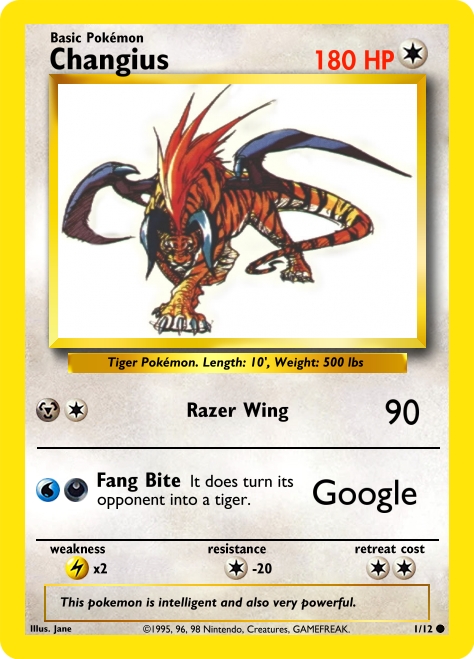 Basic Pokémon
Changius
180 HP
Tiger Pokémon. Length: 10', Weight: 500 lbs
Razer Wing 90
Fang Bite It does turn its
opponent into a tiger.
Google
weakness resistance retreat cost
x2 -20
This pokemon is intelligent and also very powerful.
Illus. Jane ©1995, 96, 98 Nintendo, Creatures, GAMEFREAK. 1/12